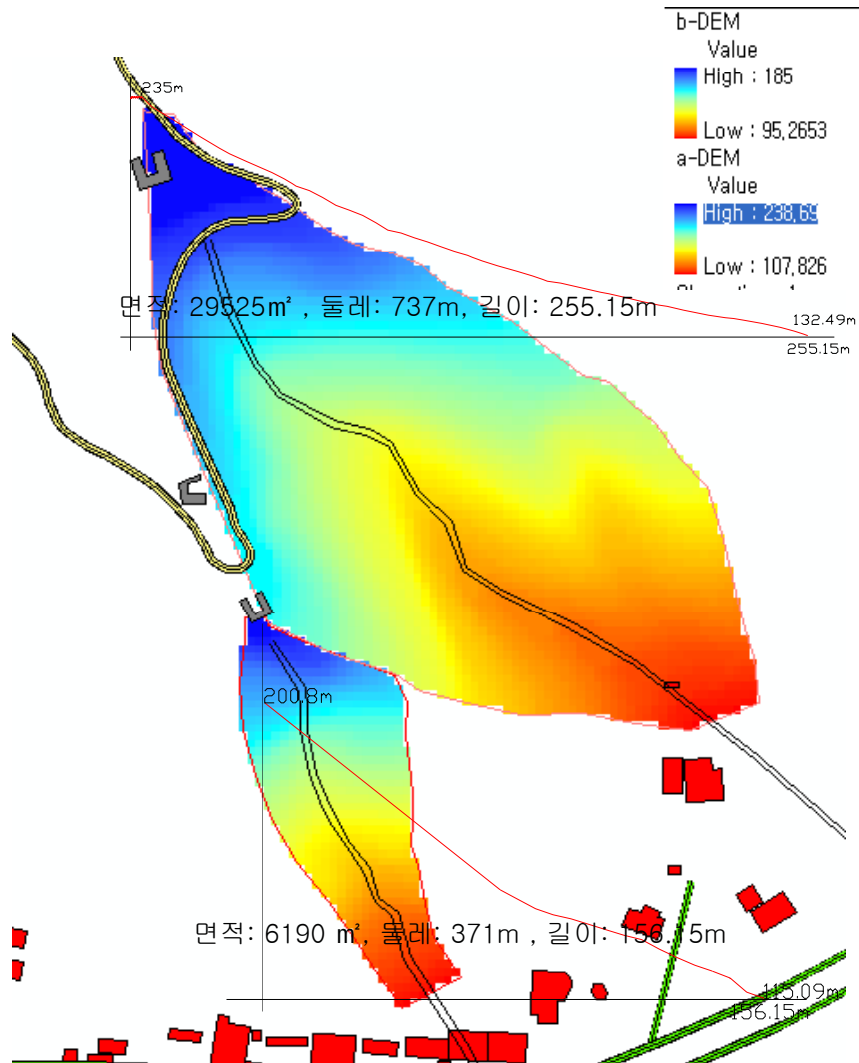 b-DEM
Value
High : 185
Low : 95,2653
a-DEM
Value
High : 238,69
Low : 107,826
235m
면적: 29525㎡ , 둘레: 737m, 길이: 255.15m
132.49m
255.15m
200.8m
면적: 6190 ㎡, 둘레: 371m , 길이: 156.15m
115.09m
156.15m